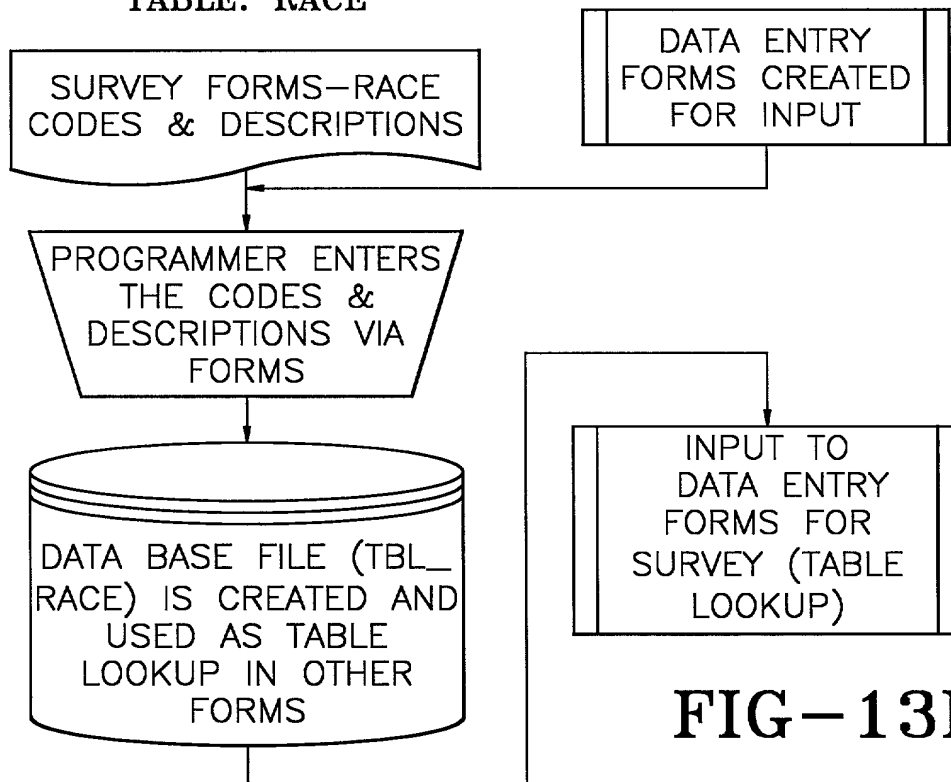 TABLE: RACE
SURVEY FORMS—RACE
CODES & DESCRIPTIONS
DATA ENTRY
FORMS CREATED
FOR INPUT
PROGRAMMER ENTERS
THE CODES &
DESCRIPTIONS VIA
FORMS
DATA BASE FILE (TBL_
RACE) IS CREATED AND
USED AS TABLE
LOOKUP IN OTHER
FORMS
INPUT TO
DATA ENTRY
FORMS FOR
SURVEY (TABLE
LOOKUP)